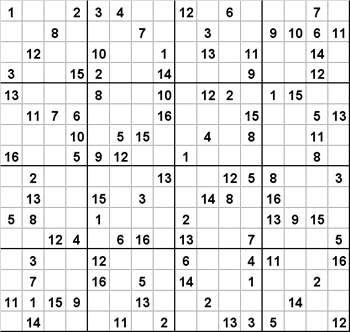 1 2 3 4 12 6 7
8 7 3 9 10 6 11
12 10 1 13 11 14
3 15 2 14 9 12
13 8 10 12 2 1 15
11 7 6 16 15 5 13
10 5 15 4 8 11
16 5 9 12 1 8
2 13 12 5 8 3
13 15 3 14 8 16
5 8 1 2 13 9 15
12 4 6 16 13 7 5
3 12 6 4 11 16
7 16 5 14 1 2
11 1 15 9 13 2 14
14 11 2 13 3 5 12